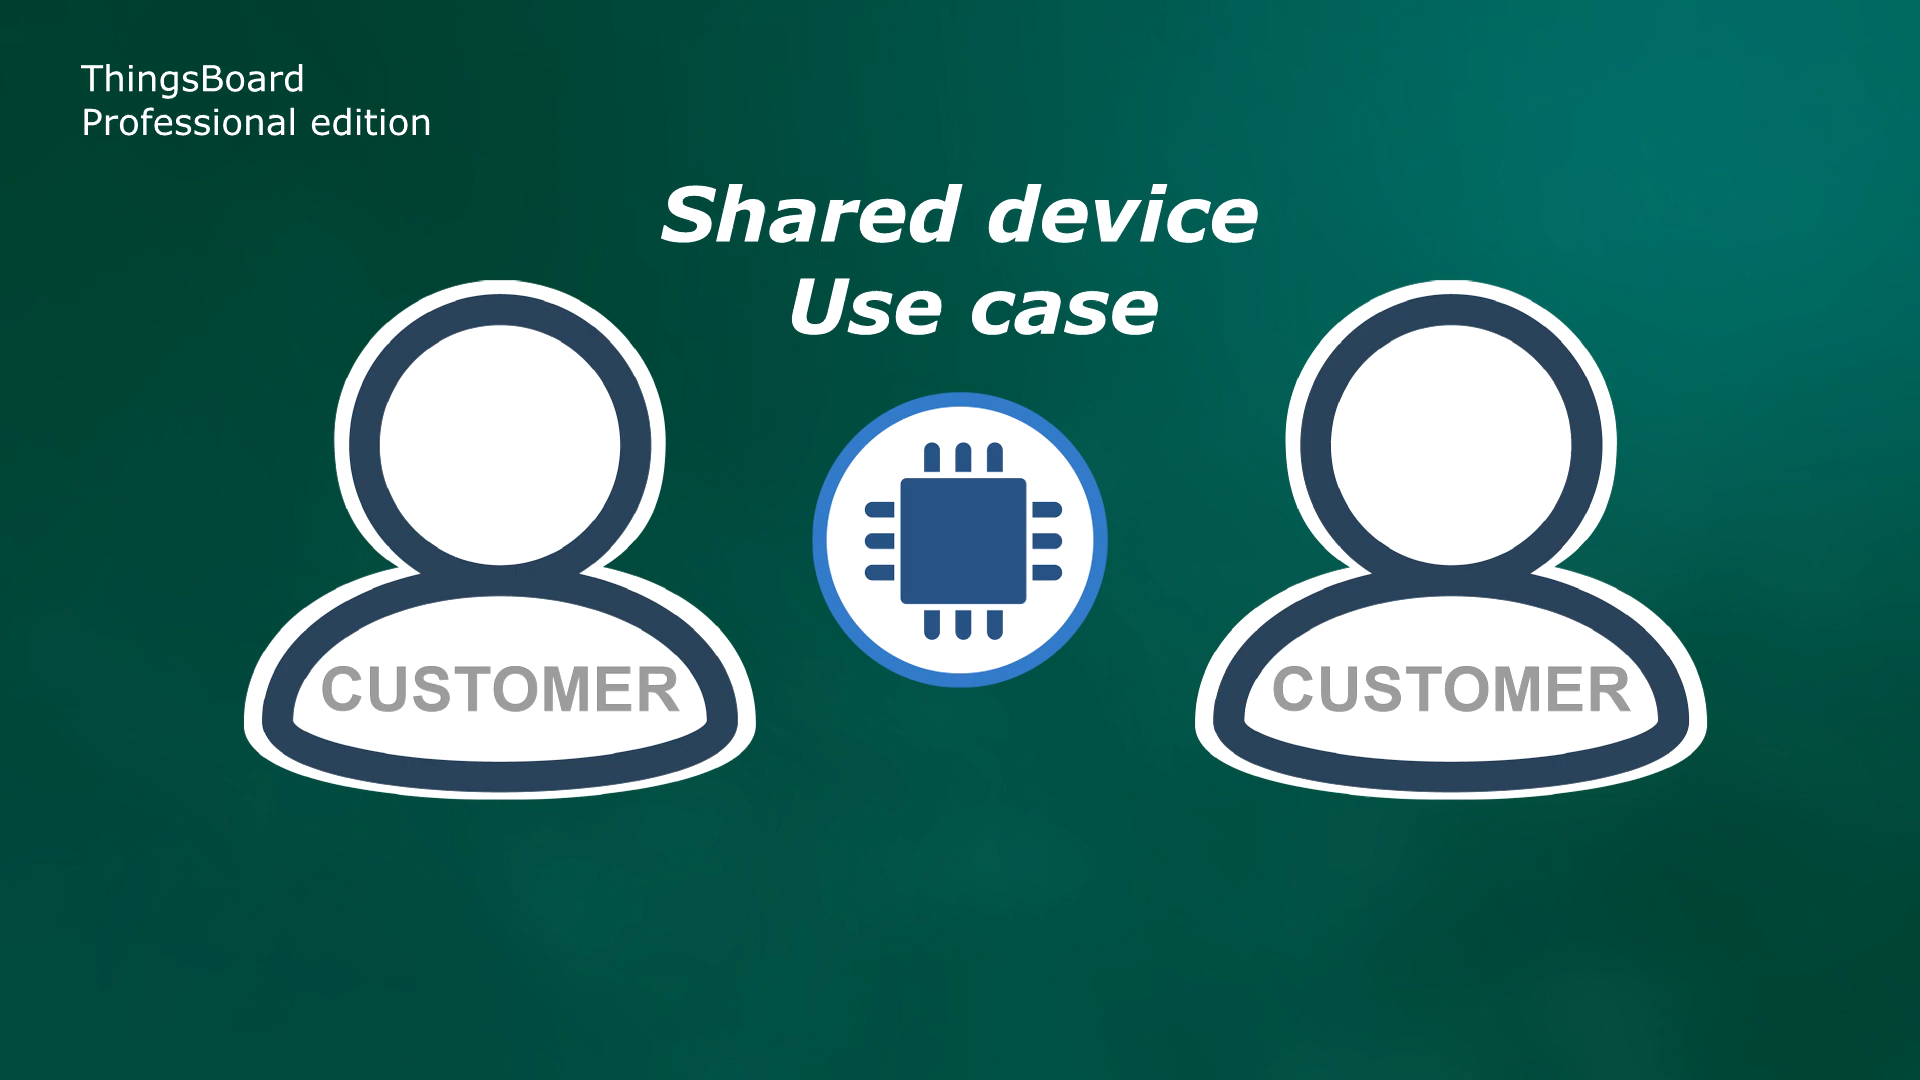 ThingsBoard
Professional edition
Shared device
Use case
CUSTOMER
CUSTOMER